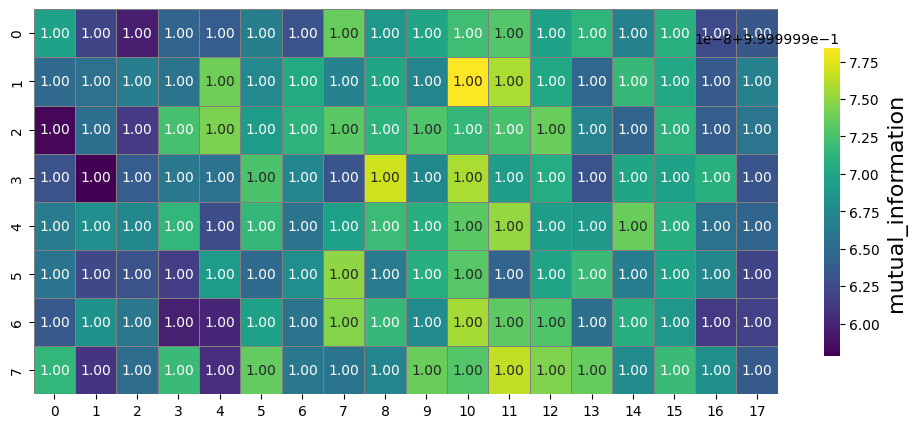 0 1.00 1.00 1.00 1.00 1.00 1.00 1.00 1.00 1.00 1.00 1.00 1.00 1.00 1.00 1.00 1.00 1.00 1.00
1 1.00 1.00 1.00 1.00 1.00 1.00 1.00 1.00 1.00 1.00 1.00 1.00 1.00 1.00 1.00 1.00 1.00 1.00
2 1.00 1.00 1.00 1.00 1.00 1.00 1.00 1.00 1.00 1.00 1.00 1.00 1.00 1.00 1.00 1.00 1.00 1.00
3 1.00 1.00 1.00 1.00 1.00 1.00 1.00 1.00 1.00 1.00 1.00 1.00 1.00 1.00 1.00 1.00 1.00 1.00
4 1.00 1.00 1.00 1.00 1.00 1.00 1.00 1.00 1.00 1.00 1.00 1.00 1.00 1.00 1.00 1.00 1.00 1.00
5 1.00 1.00 1.00 1.00 1.00 1.00 1.00 1.00 1.00 1.00 1.00 1.00 1.00 1.00 1.00 1.00 1.00 1.00
6 1.00 1.00 1.00 1.00 1.00 1.00 1.00 1.00 1.00 1.00 1.00 1.00 1.00 1.00 1.00 1.00 1.00 1.00
7 1.00 1.00 1.00 1.00 1.00 1.00 1.00 1.00 1.00 1.00 1.00 1.00 1.00 1.00 1.00 1.00 1.00 1.00
0 1 2 3 4 5 6 7 8 9 10 11 12 13 14 15 16 17
1e−8+9.999999e−1
7.75
7.50
7.25
7.00
6.75
6.50
6.25
6.00
mutual_information